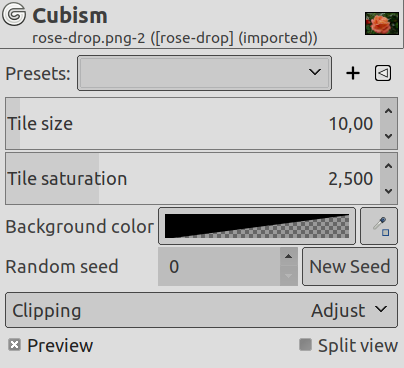 Cubism
rose-drop.png-2 ([rose-drop] (imported))
Presets:
Tile size 10,00
Tile saturation 2,500
Background color
Random seed 0 New Seed
Clipping Adjust
Preview Split view